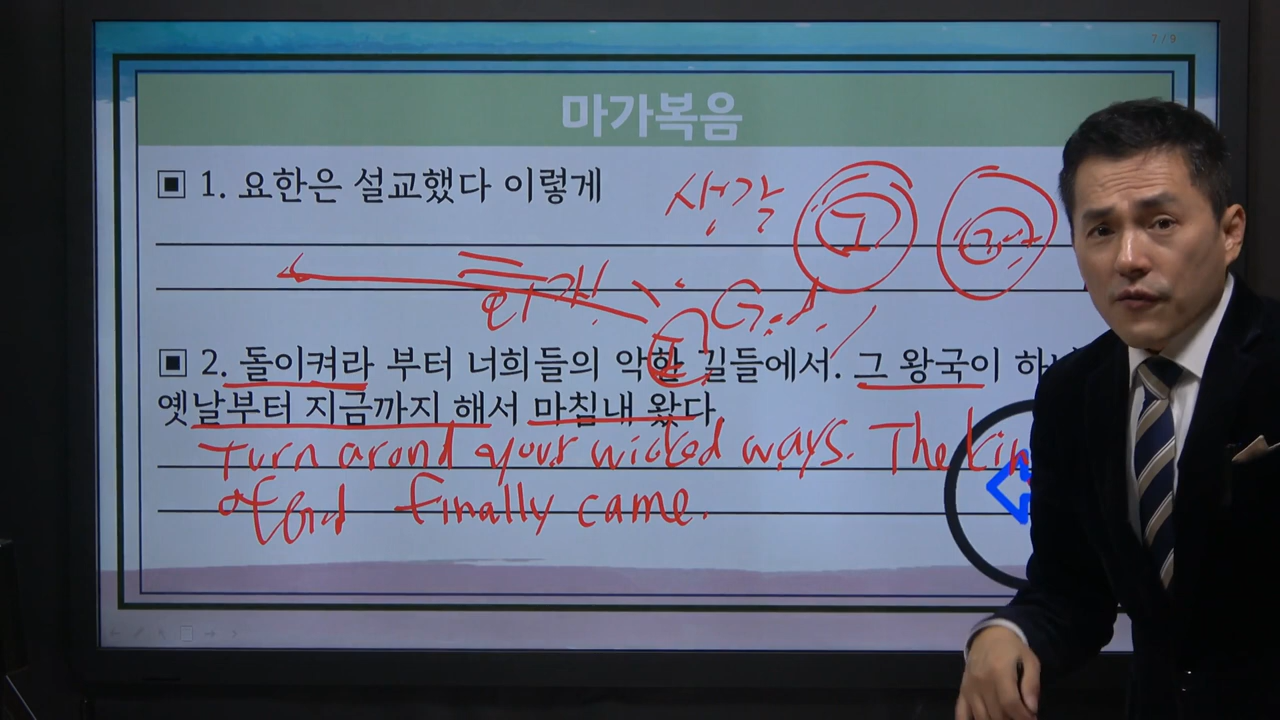 7 / 9
마가복음
▣ 1. 요한은 설교했다 이렇게
생각 I
God
▣ 2. 돌이켜라 부터 너희들의 악한 길들에서. 그 왕국이
옛날부터 지금까지 해서 마침내 왔다
Turn arond your wicked ways. The
of God finally came.